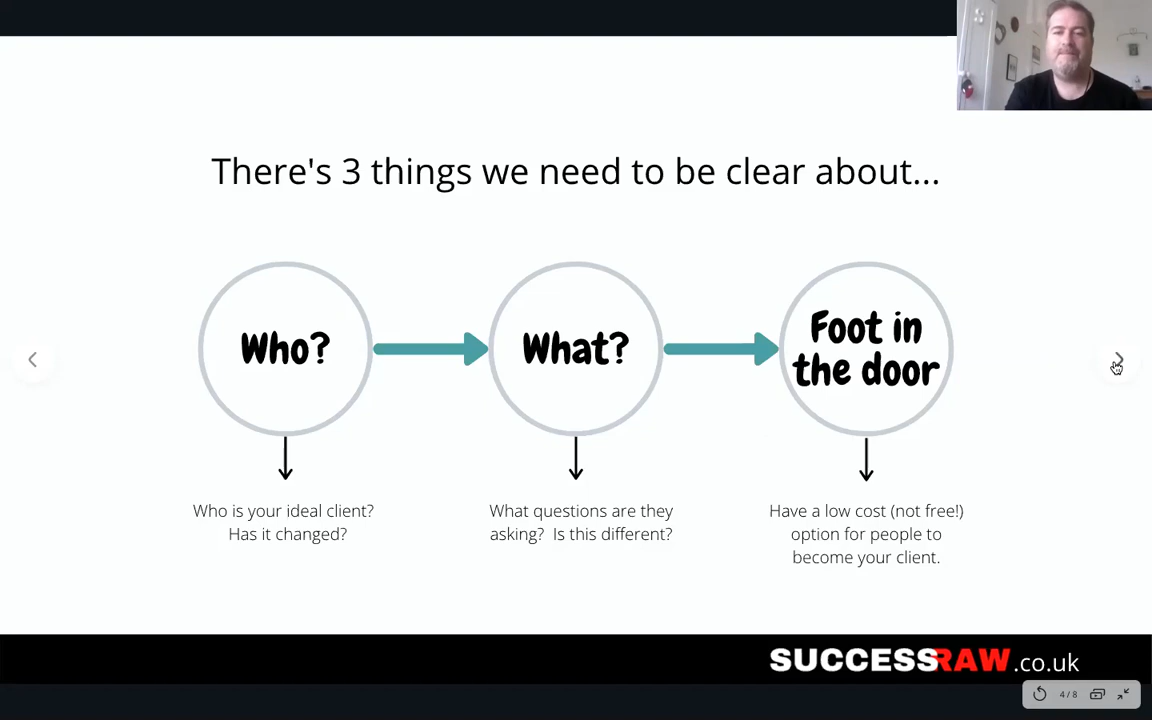 There's 3 things we need to be clear about...
Who?
What?
Foot in
the door
Who is your ideal client?
Has it changed?
What questions are they
asking?  Is this different?
Have a low cost (not free!)
option for people to
become your client.
SUCCESSRAW.co.uk
4/8